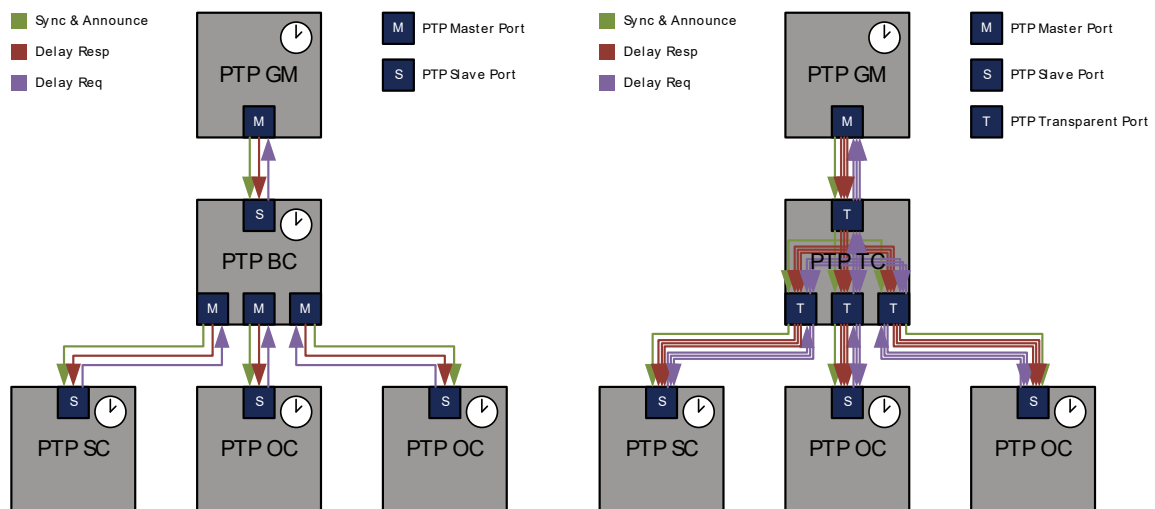 Sync & Announce
Delay Resp
Delay Req
PTP Master Port
M
PTP Slave Port
S
PTP GM
M
S
PTP BC
M
M
M
S
S
S
PTP SC
PTP OC
PTP OC
Sync & Announce
Delay Resp
Delay Req
M
PTP Master Port
S
PTP Slave Port
T
PTP Transparent Port
PTP GM
M
T
PTP TC
T
T
T
S
S
S
PTP SC
PTP OC
PTP OC